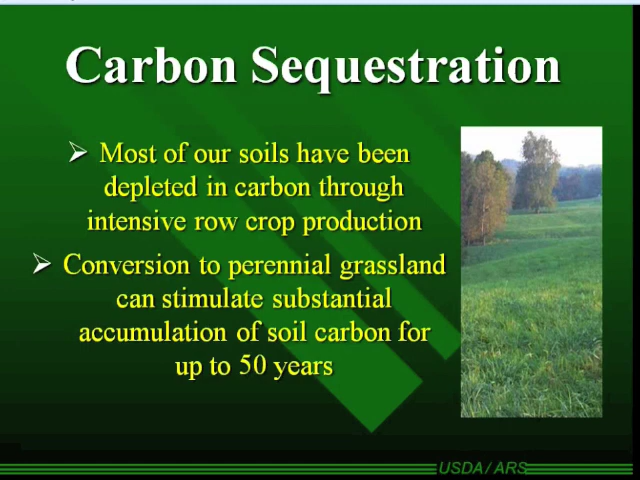 Carbon Sequestration
Most of our soils have been
depleted in carbon through
intensive row crop production
Conversion to perennial grassland
can stimulate substantial
accumulation of soil carbon for
up to 50 years
USDA/ARS